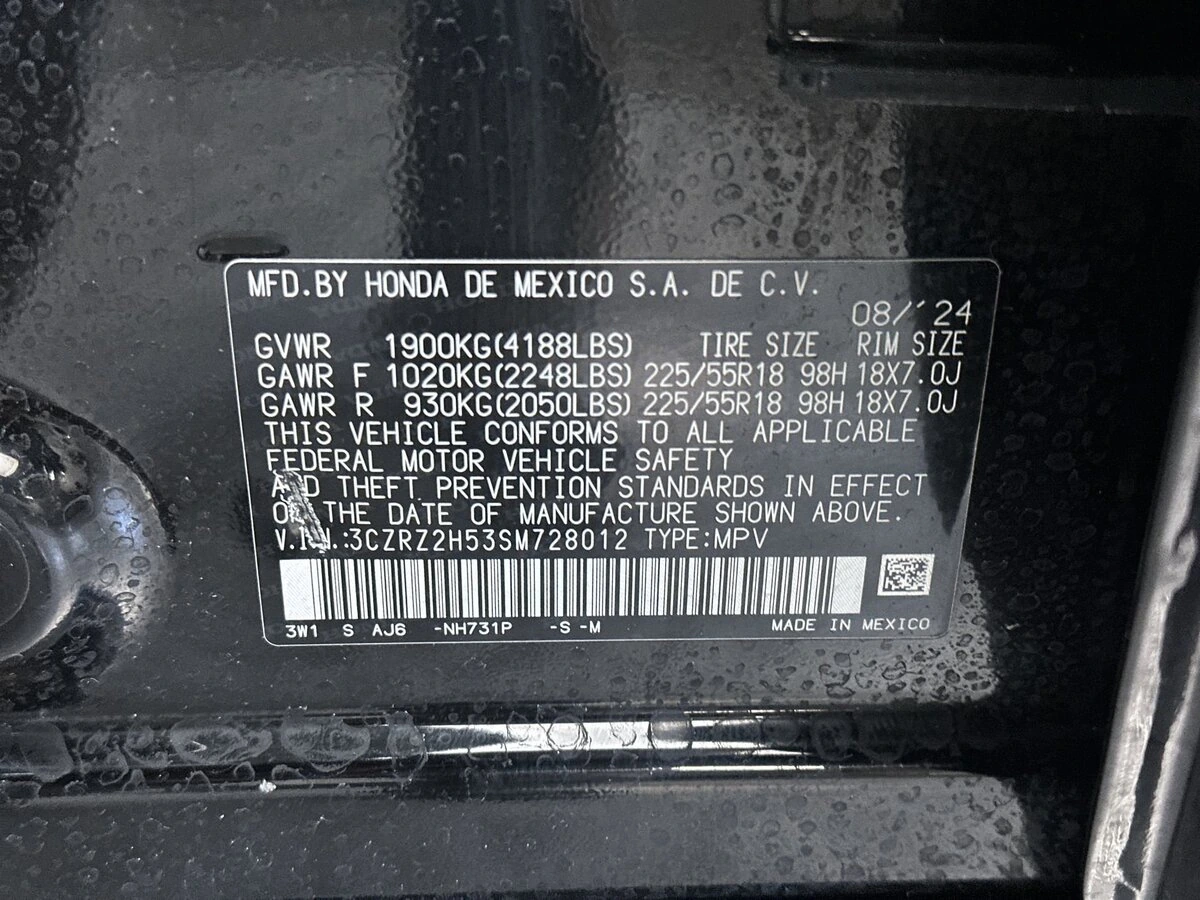 MFD.BY HONDA DE MEXICO S.A. DE C.V.
08/'24
GVWR 1900KG(4188LBS) TIRE SIZE RIM SIZE
GAWR F 1020KG(2248LBS) 225/55R18 98H 18X7.0J
GAWR R 930KG(2050LBS) 225/55R18 98H 18X7.0J
THIS VEHICLE CONFORMS TO ALL APPLICABLE
FEDERAL MOTOR VEHICLE SAFETY
AND THEFT PREVENTION STANDARDS IN EFFECT
ON THE DATE OF MANUFACTURE SHOWN ABOVE.
V.I.N.:3CZRZ2H53SM728012 TYPE:MPV
3W1 S AJ6 -NH731P -S -M MADE IN MEXICO